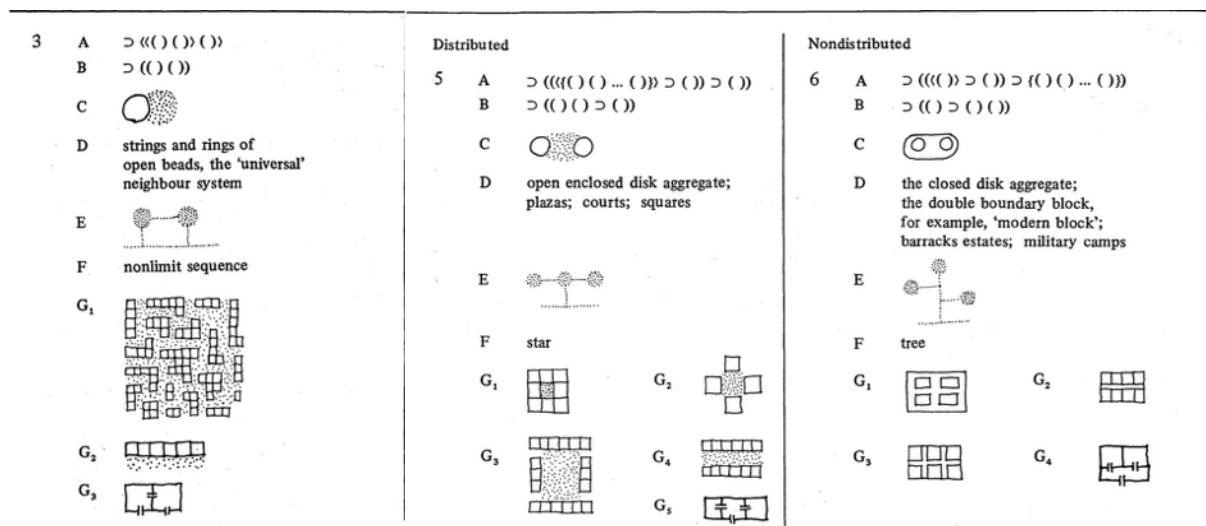 3
A ⊃ ⟨⟨( ) ( )⟩ ( )⟩
B ⊃ (( ) ( ))
C
D strings and rings of
open beads, the ‘universal’
neighbour system
E
F nonlimit sequence
G₁
G₂
G₃
Distributed
5
A ⊃ (((⟨{( ) ( ) ... ( )}⟩ ⊃ ( )) ⊃ ( ))
B ⊃ (( ) ( ) ⊃ ( ))
C
D open enclosed disk aggregate;
plazas; courts; squares
E
F star
G₁ G₂
G₃ G₄
G₅
Nondistributed
6
A ⊃ (((⟨( )⟩ ⊃ ( )) ⊃ {( ) ( ) ... ( )})
B ⊃ (( ) ⊃ ( ) ( ))
C
D the closed disk aggregate;
the double boundary block,
for example, ‘modern block’;
barracks estates; military camps
E
F tree
G₁ G₂
G₃ G₄